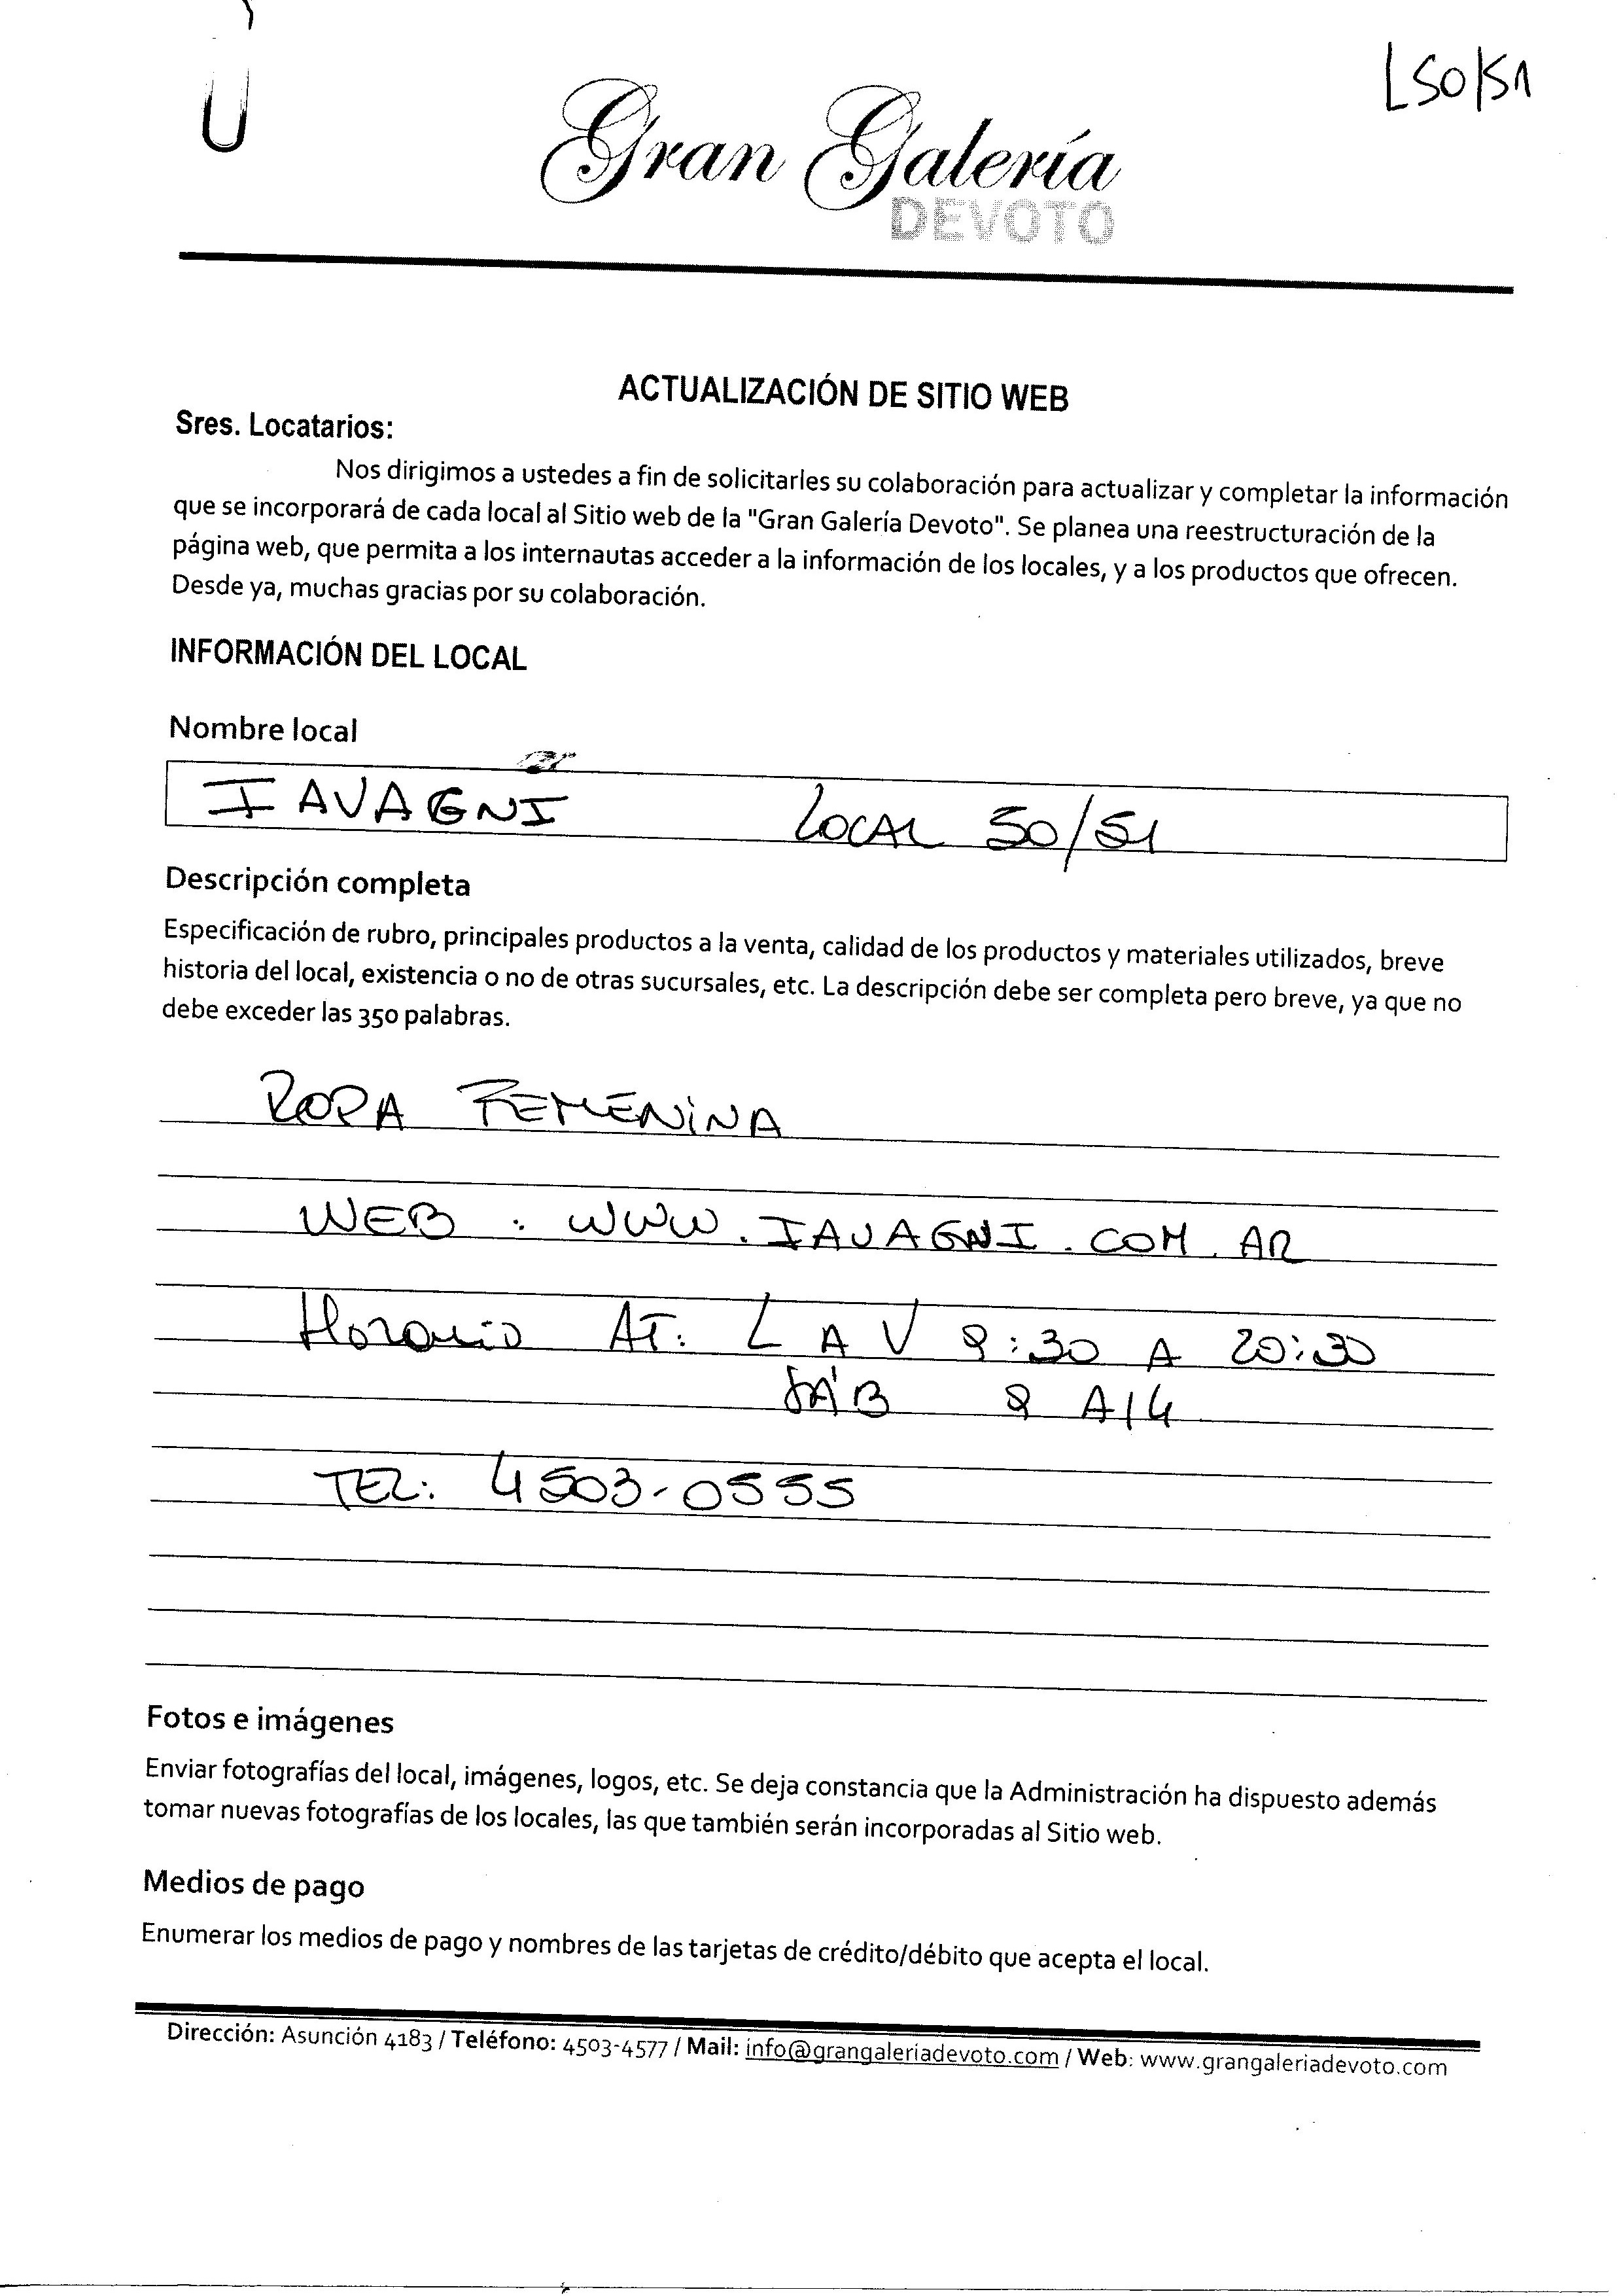 L50/51
Gran Galería
DEVOTO
ACTUALIZACIÓN DE SITIO WEB
Sres. Locatarios:
Nos dirigimos a ustedes a fin de solicitarles su colaboración para actualizar y completar la información
que se incorporará de cada local al Sitio web de la "Gran Galería Devoto". Se planea una reestructuración de la
página web, que permita a los internautas acceder a la información de los locales, y a los productos que ofrecen.
Desde ya, muchas gracias por su colaboración.
INFORMACIÓN DEL LOCAL
Nombre local
IAVAGNI LOCAL 50/51
Descripción completa
Especificación de rubro, principales productos a la venta, calidad de los productos y materiales utilizados, breve
historia del local, existencia o no de otras sucursales, etc. La descripción debe ser completa pero breve, ya que no
debe exceder las 350 palabras.
ROPA FEMENINA
WEB : WWW.IAVAGNI.COM.AR
Horario AT: L A V 9:30 A 20:30
SÁB 9 A 14
TEL: 4503-0555
Fotos e imágenes
Enviar fotografías del local, imágenes, logos, etc. Se deja constancia que la Administración ha dispuesto además
tomar nuevas fotografías de los locales, las que también serán incorporadas al Sitio web.
Medios de pago
Enumerar los medios de pago y nombres de las tarjetas de crédito/débito que acepta el local.
Dirección: Asunción 4183 / Teléfono: 4503-4577 / Mail: info@grangaleriadevoto.com / Web: www.grangaleriadevoto.com